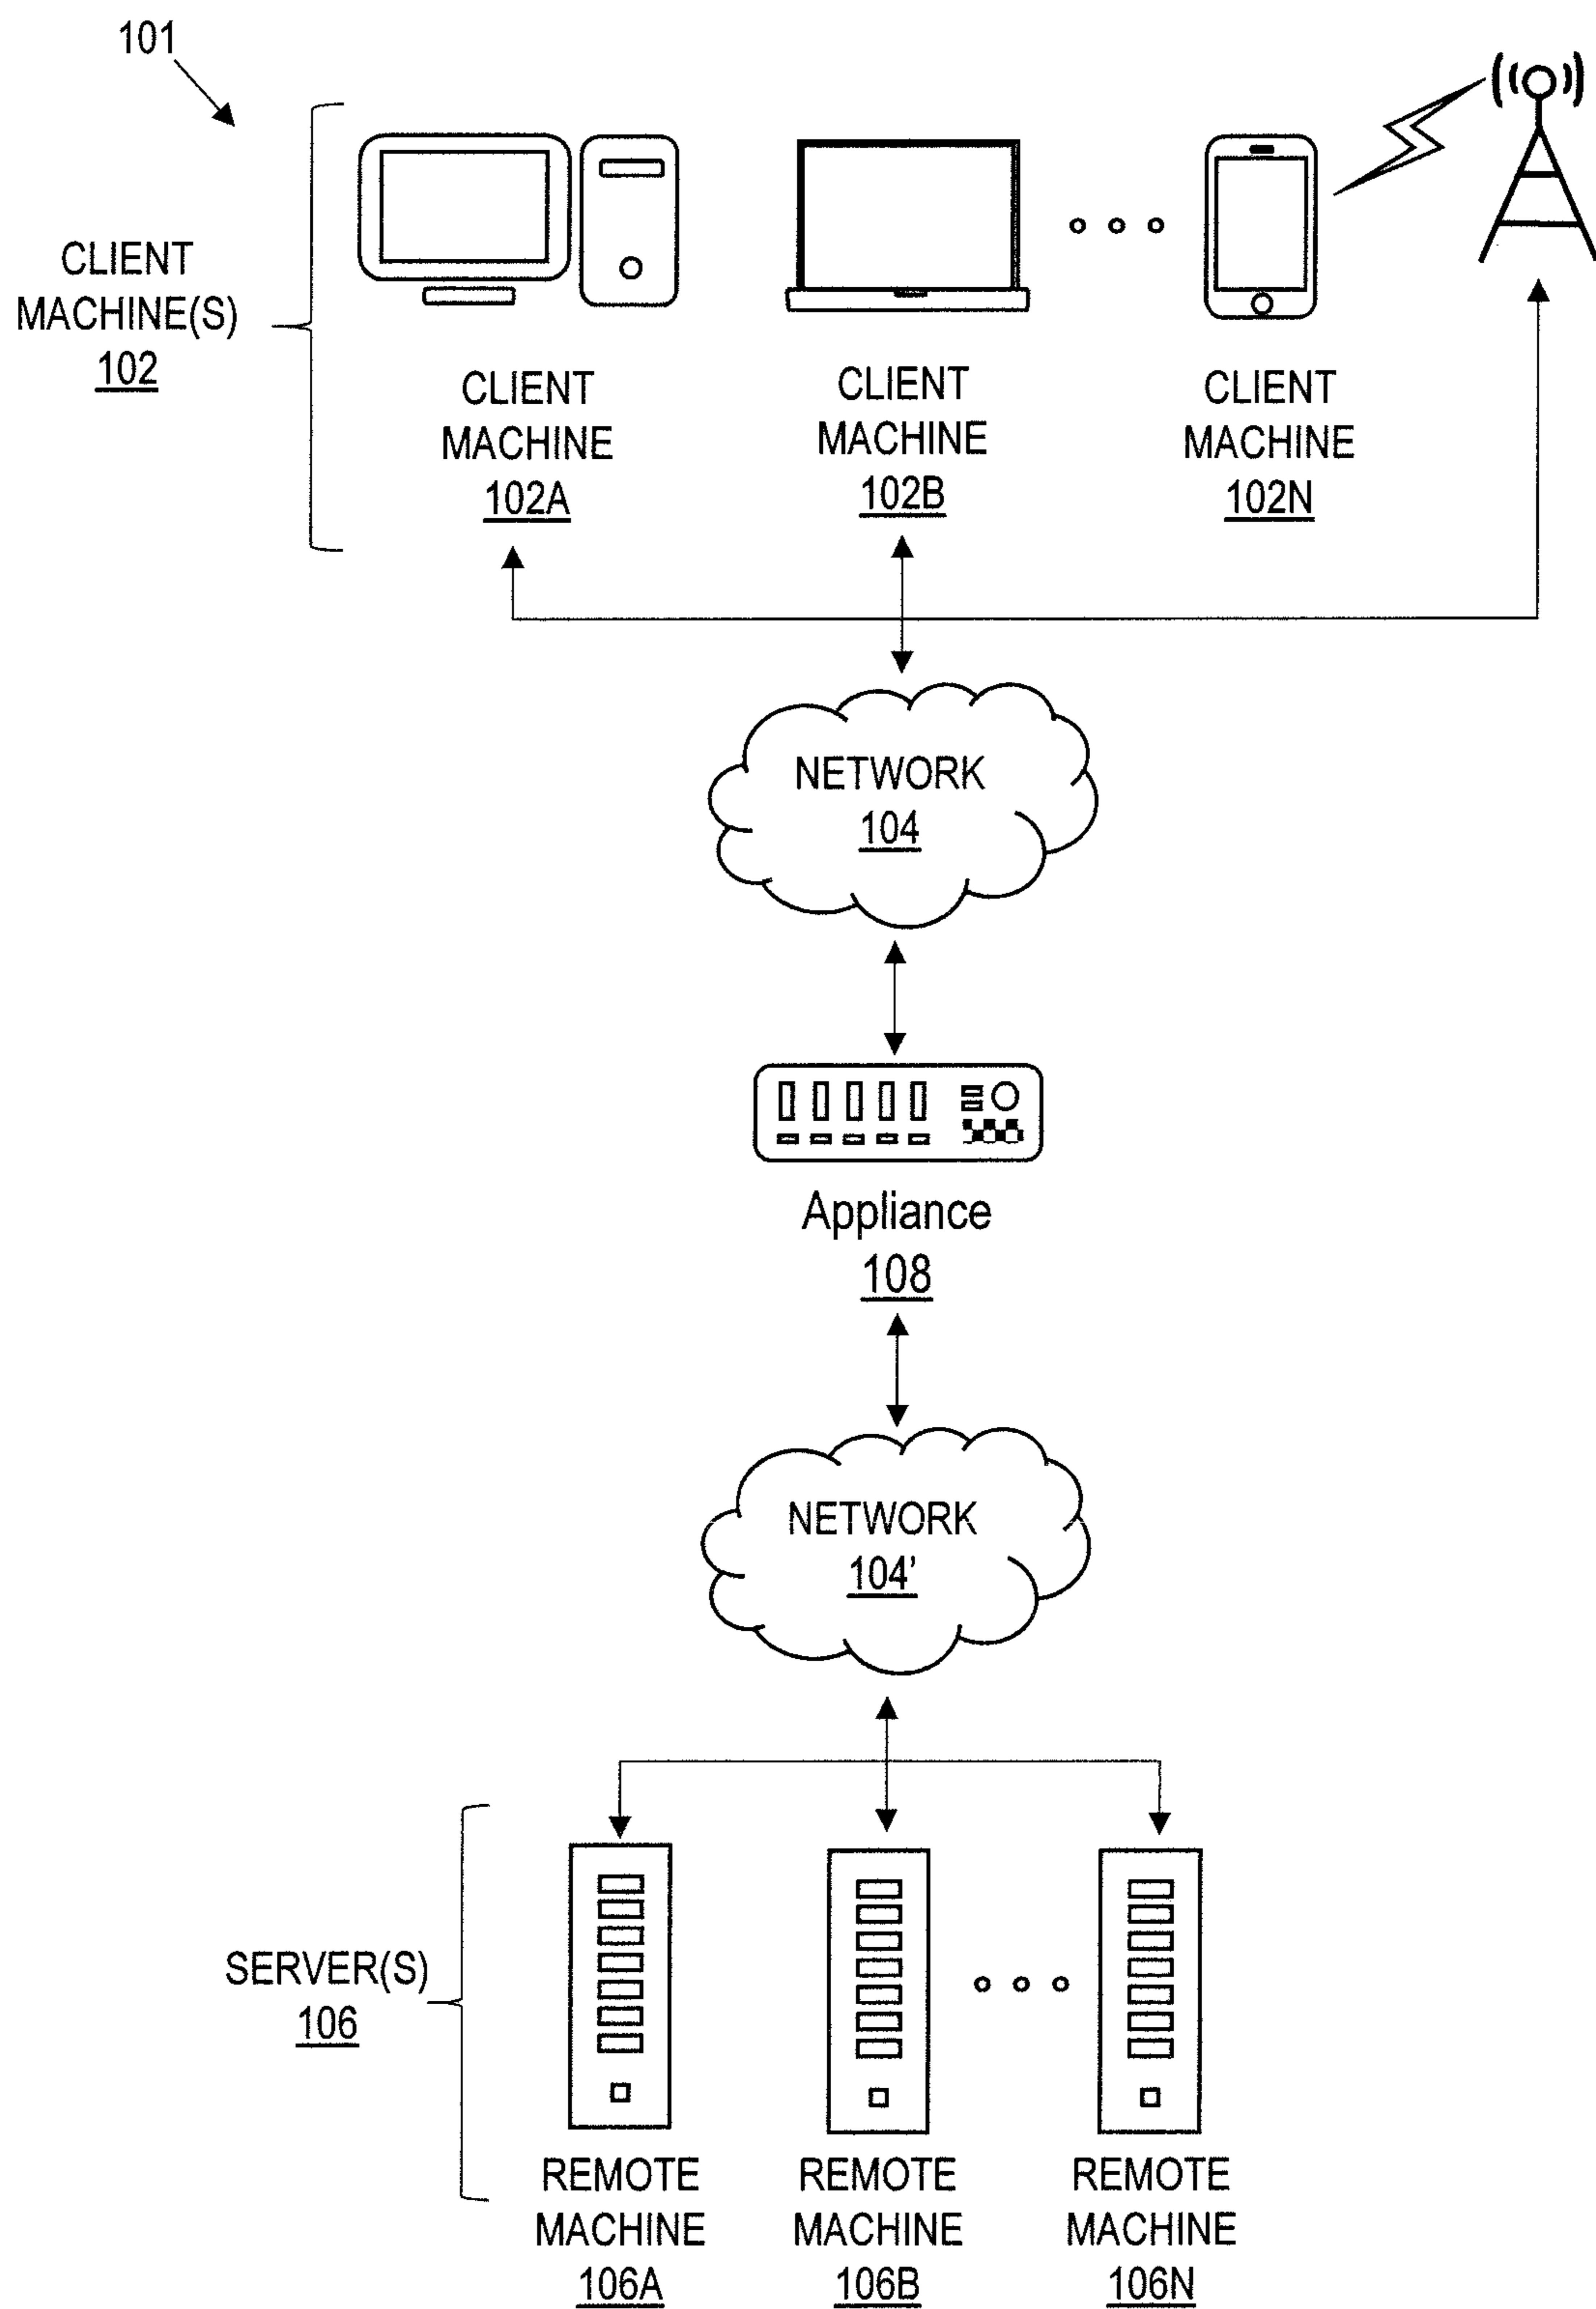 101
CLIENT
MACHINE(S)
102
CLIENT
MACHINE
102A
CLIENT
MACHINE
102B
CLIENT
MACHINE
102N
NETWORK
104
Appliance
108
NETWORK
104'
SERVER(S)
106
REMOTE
MACHINE
106A
REMOTE
MACHINE
106B
REMOTE
MACHINE
106N